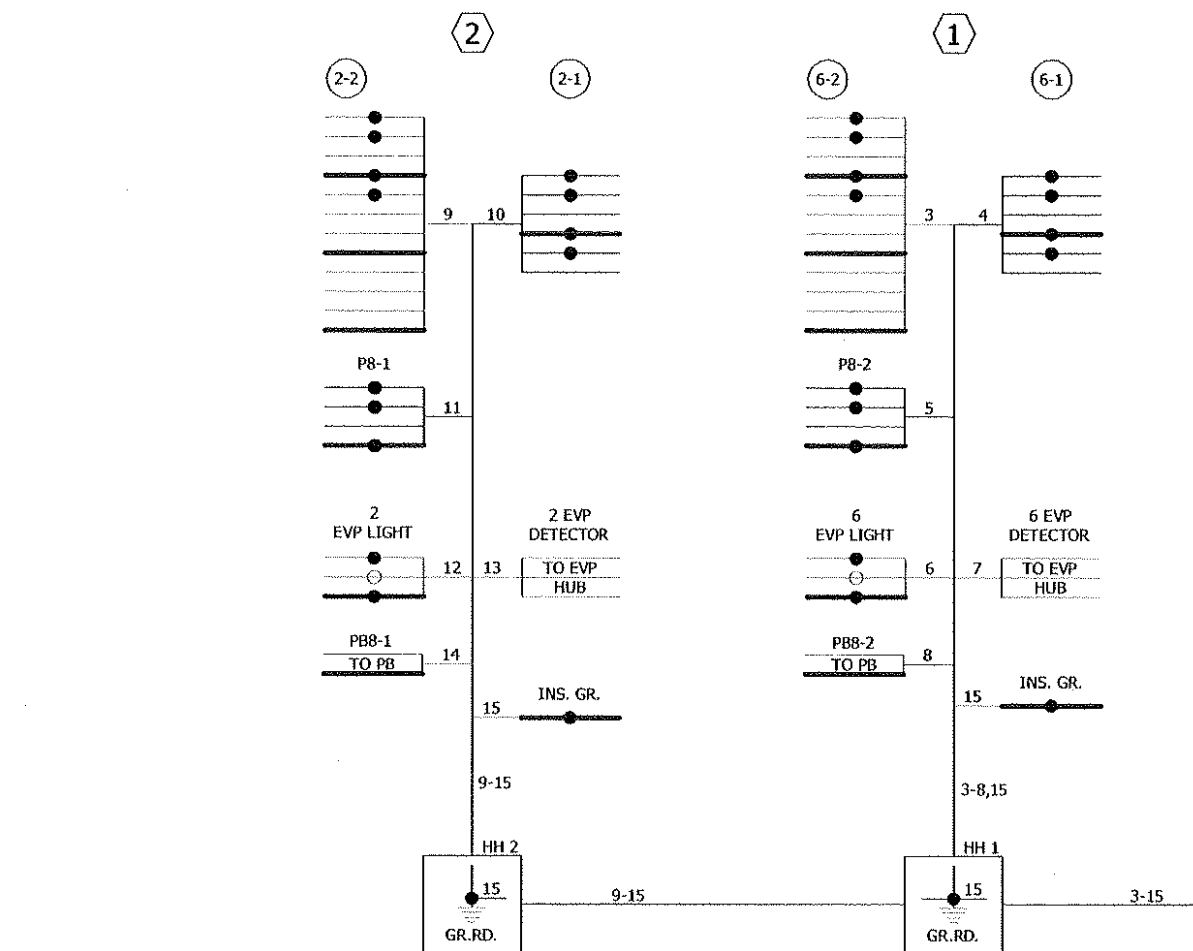 2
1
2-2
2-1
6-2
6-1
9
10
3
4
P8-1
P8-2
11
5
2
EVP LIGHT
2 EVP
DETECTOR
6
EVP LIGHT
6 EVP
DETECTOR
12
13
TO EVP
HUB
6
7
TO EVP
HUB
PB8-1
TO PB
14
PB8-2
TO PB
8
15
INS. GR.
15
INS. GR.
9-15
3-8,15
HH 2
HH 1
15
GR.RD.
9-15
15
GR.RD.
3-15